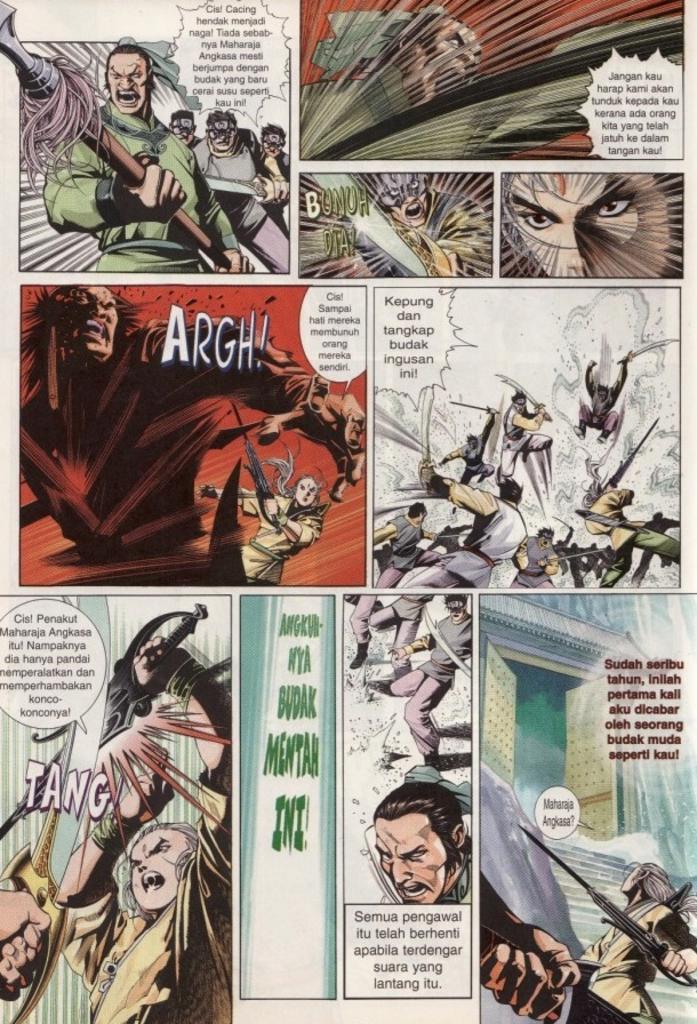 Cis! Cacing
hendak menjadi
naga! Tiada sebab-
nya Maharaja
Angkasa mesti
berjumpa dengan
budak yang baru
cerai susu seperti
kau ini!
Jangan kau
harap kami akan
tunduk kepada kau
kerana ada orang
kita yang telah
jatuh ke dalam
tangan kau!
BUNUH
DIA!
ARGH!
Cis!
Sampai
hati mereka
membunuh
orang
mereka
sendiri.
Kepung
dan
tangkap
budak
ingusan
ini!
Cis! Penakut
Maharaja Angkasa
itu! Nampaknya
dia hanya pandai
memperalatkan dan
memperhambakan
konco-
konconya!
TANG
ANGKUH-
NYA
BUDAK
MENTAH
INI!
Semua pengawal
itu telah berhenti
apabila terdengar
suara yang
lantang itu.
Sudah seribu
tahun, inilah
pertama kali
aku dicabar
oleh seorang
budak muda
seperti kau!
Maharaja
Angkasa?